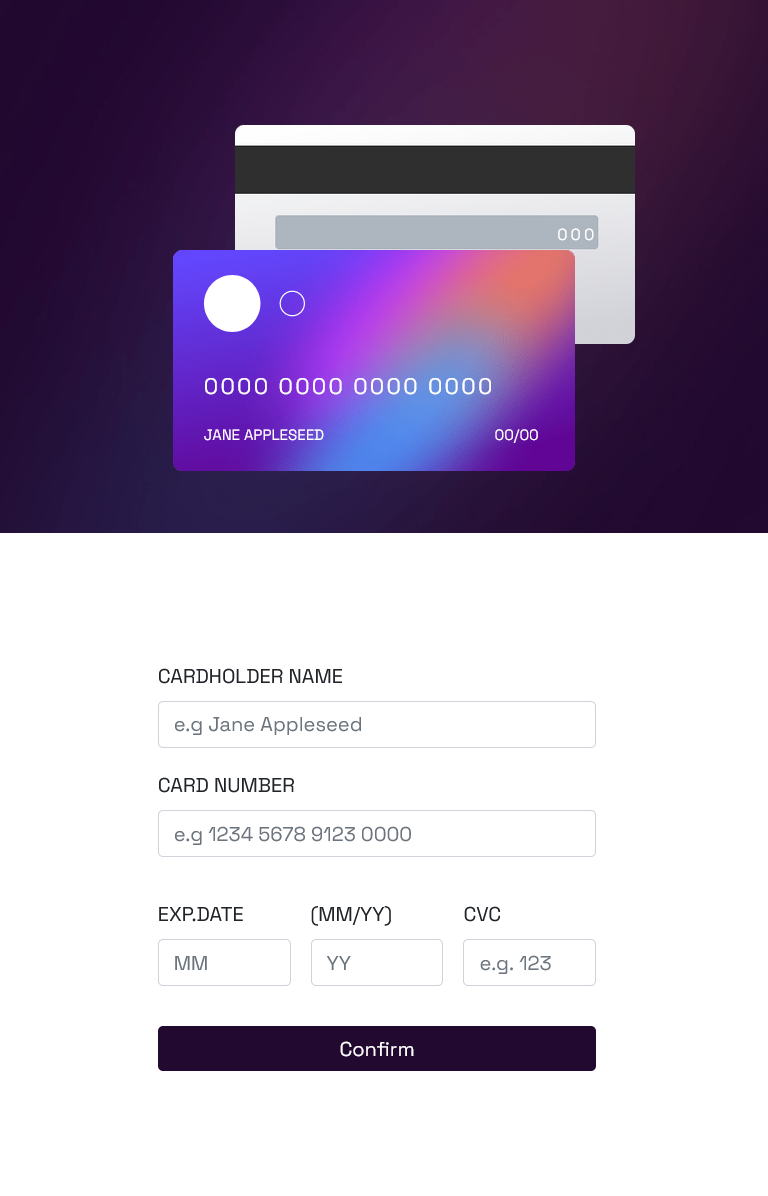 000
0000 0000 0000 0000
JANE APPLESEED 00/00
CARDHOLDER NAME
e.g Jane Appleseed
CARD NUMBER
e.g 1234 5678 9123 0000
EXP.DATE (MM/YY) CVC
MM YY e.g. 123
Confirm